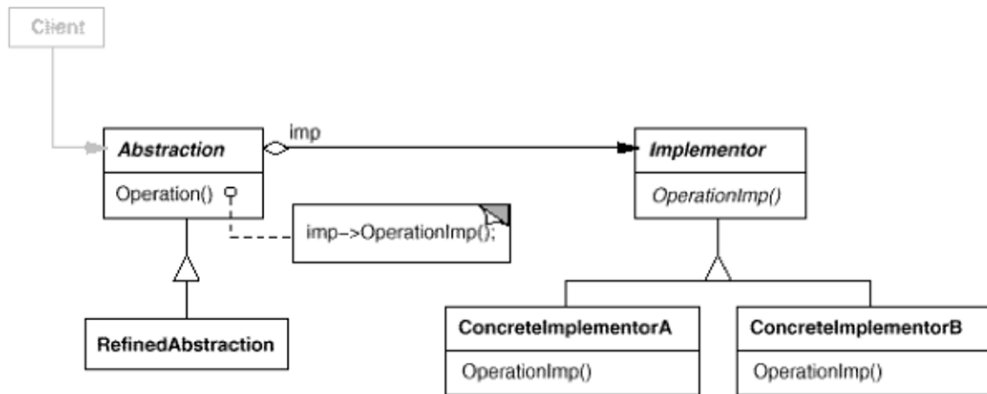 Client
imp
Abstraction
Implementor
Operation()
OperationImp()
imp->OperationImp();
RefinedAbstraction
ConcreteImplementorA
ConcreteImplementorB
OperationImp()
OperationImp()